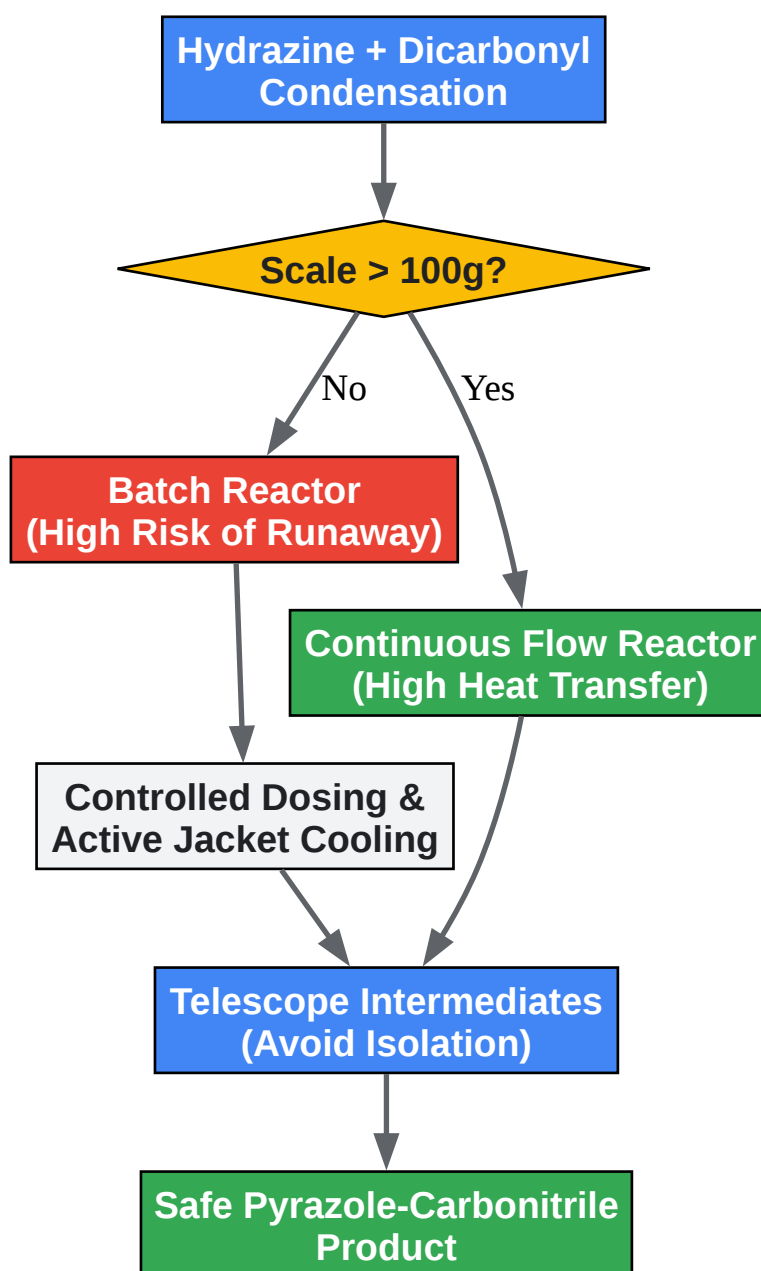 Hydrazine + Dicarbonyl
Condensation
Scale > 100g?
No
Yes
Batch Reactor
(High Risk of Runaway)
Continuous Flow Reactor
(High Heat Transfer)
Controlled Dosing &
Active Jacket Cooling
Telescope Intermediates
(Avoid Isolation)
Safe Pyrazole-Carbonitrile
Product